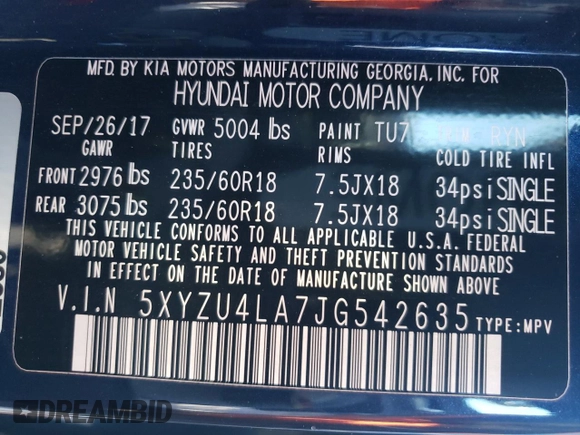 MFD. BY KIA MOTORS MANUFACTURING GEORGIA, INC. FOR
HYUNDAI MOTOR COMPANY
SEP/26/17 GVWR 5004 lbs PAINT TU7 RYN
GAWR TIRES RIMS COLD TIRE INFL
FRONT 2976 lbs 235/60R18 7.5JX18 34psi SINGLE
REAR 3075 lbs 235/60R18 7.5JX18 34psi SINGLE
THIS VEHICLE CONFORMS TO ALL APPLICABLE U.S.A. FEDERAL
MOTOR VEHICLE SAFETY AND THEFT PREVENTION STANDARDS
IN EFFECT ON THE DATE OF MANUFACTURE SHOWN ABOVE.
V.I.N 5XYZU4LA7JG542635 TYPE: MPV
DREAMBID